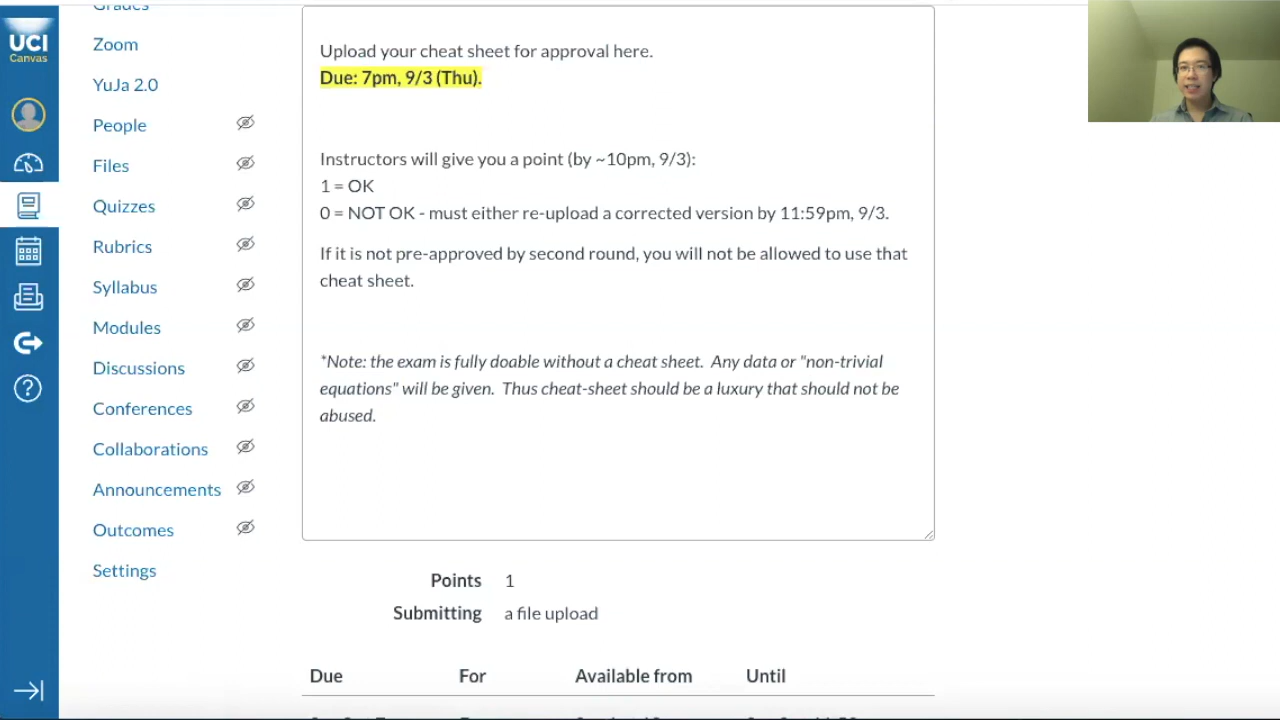 Grades
UCI
Canvas
Zoom
YuJa 2.0
People
Files
Quizzes
Rubrics
Syllabus
Modules
Discussions
Conferences
Collaborations
Announcements
Outcomes
Settings
Upload your cheat sheet for approval here.
Due: 7pm, 9/3 (Thu).
Instructors will give you a point (by ~10pm, 9/3):
1 = OK
0 = NOT OK - must either re-upload a corrected version by 11:59pm, 9/3.
If it is not pre-approved by second round, you will not be allowed to use that
cheat sheet.
*Note: the exam is fully doable without a cheat sheet. Any data or "non-trivial
equations" will be given. Thus cheat-sheet should be a luxury that should not be
abused.
Points 1
Submitting a file upload
Due For Available from Until